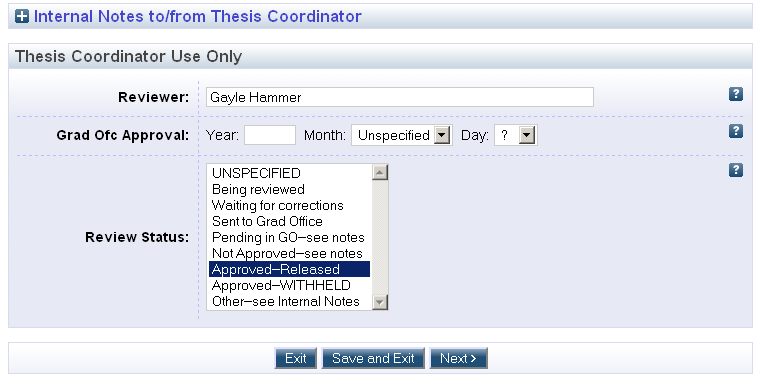 Internal Notes to/from Thesis Coordinator
Thesis Coordinator Use Only
Reviewer: Gayle Hammer ?
Grad Ofc Approval: Year: Month: Unspecified Day: ? ?
Review Status: ?
UNSPECIFIED
Being reviewed
Waiting for corrections
Sent to Grad Office
Pending in GO—see notes
Not Approved—see notes
Approved—Released
Approved—WITHHELD
Other—see Internal Notes
Exit Save and Exit Next >